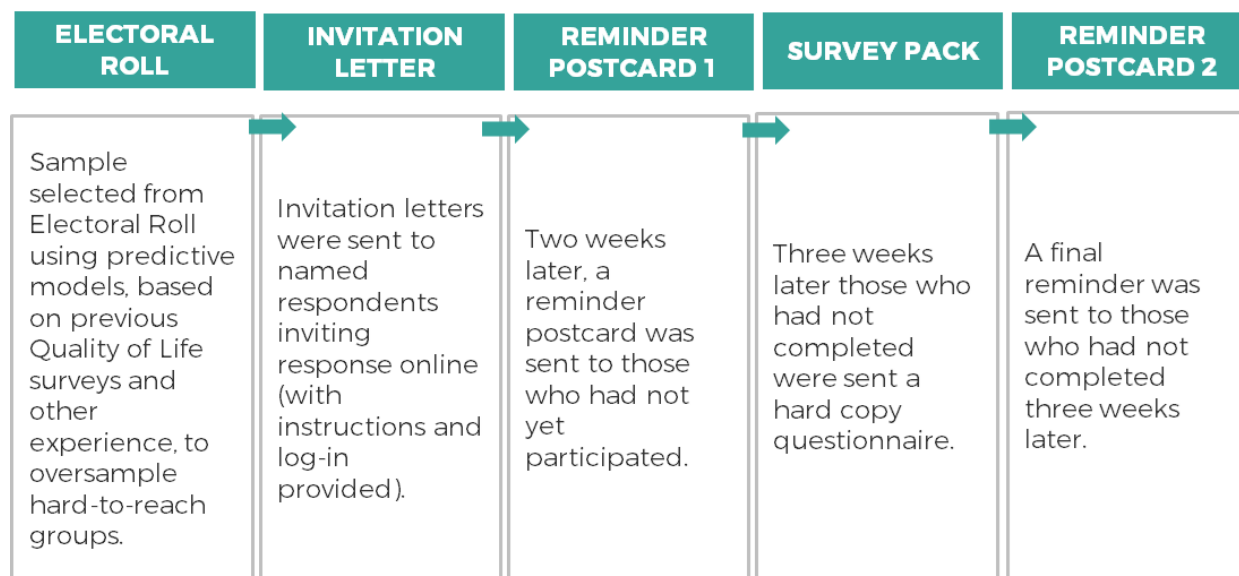 ELECTORAL
ROLL
INVITATION
LETTER
REMINDER
POSTCARD 1
SURVEY PACK
REMINDER
POSTCARD 2
Sample
selected from
Electoral Roll
using predictive
models, based
on previous
Quality of Life
surveys and
other
experience, to
oversample
hard-to-reach
groups.
Invitation letters
were sent to
named
respondents
inviting
response online
(with
instructions and
log-in
provided).
Two weeks
later, a
reminder
postcard was
sent to those
who had not
yet
participated.
Three weeks
later those who
had not
completed
were sent a
hard copy
questionnaire.
A final
reminder was
sent to those
who had not
completed
three weeks
later.